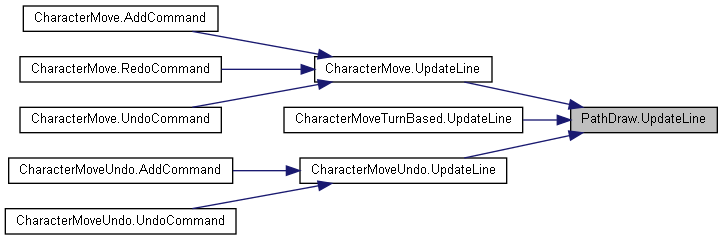 CharacterMove.AddCommand
CharacterMove.RedoCommand
CharacterMove.UpdateLine
CharacterMove.UndoCommand
CharacterMoveTurnBased.UpdateLine
PathDraw.UpdateLine
CharacterMoveUndo.AddCommand
CharacterMoveUndo.UpdateLine
CharacterMoveUndo.UndoCommand